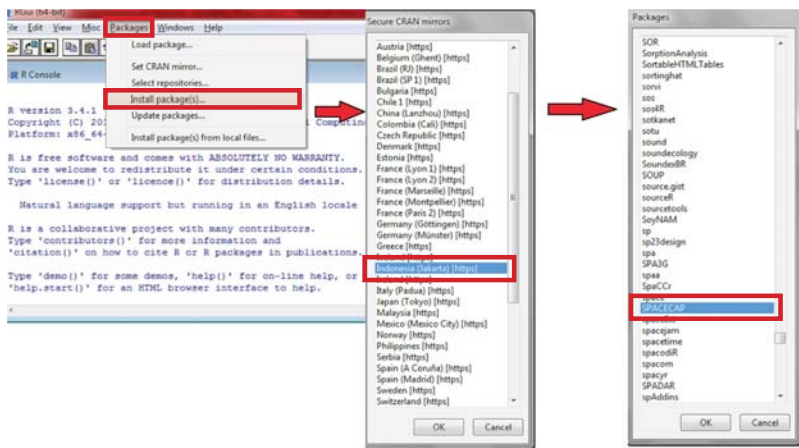 RGui (64-bit)
File Edit View Misc Packages Windows Help
Load package...
Set CRAN mirror...
Select repositories...
Install package(s)...
Update packages...
Install package(s) from local files...
R Console
R version 3.4.1
Copyright (C) 20 Computing
Platform: x86_64-
R is free software and comes with ABSOLUTELY NO WARRANTY.
You are welcome to redistribute it under certain conditions.
Type 'license()' or 'licence()' for distribution details.
Natural language support but running in an English locale
R is a collaborative project with many contributors.
Type 'contributors()' for more information and
'citation()' on how to cite R or R packages in publications.
Type 'demo()' for some demos, 'help()' for on-line help, or
'help.start()' for an HTML browser interface to help.
Secure CRAN mirrors
Austria [https]
Belgium (Ghent) [https]
Brazil (RJ) [https]
Brazil (SP 1) [https]
Bulgaria [https]
Chile 1 [https]
China (Lanzhou) [https]
Colombia (Cali) [https]
Czech Republic [https]
Denmark [https]
Estonia [https]
France (Lyon 1) [https]
France (Lyon 2) [https]
France (Marseille) [https]
France (Montpellier) [https]
France (Paris 2) [https]
Germany (Göttingen) [https]
Germany (Münster) [https]
Greece [https]
Indonesia (Jakarta) [https]
Italy (Padua) [https]
Japan (Tokyo) [https]
Malaysia [https]
Mexico (Mexico City) [https]
Norway [https]
Philippines [https]
Serbia [https]
Spain (A Coruña) [https]
Spain (Madrid) [https]
Sweden [https]
Switzerland [https]
OK Cancel
Packages
SOR
SorptionAnalysis
SortableHTMLTables
sortinghat
sorvi
sos
sos4R
sotkanet
sotu
sound
soundecology
SoundexBR
SOUP
source.gist
sourceR
sourcetools
SoyNAM
sp
sp23design
spa
SPA3G
spaa
SpaCCr
space
SPACECAP
spacejam
spacetime
spacodiR
spacom
spacyr
SPADAR
spAddins
OK Cancel